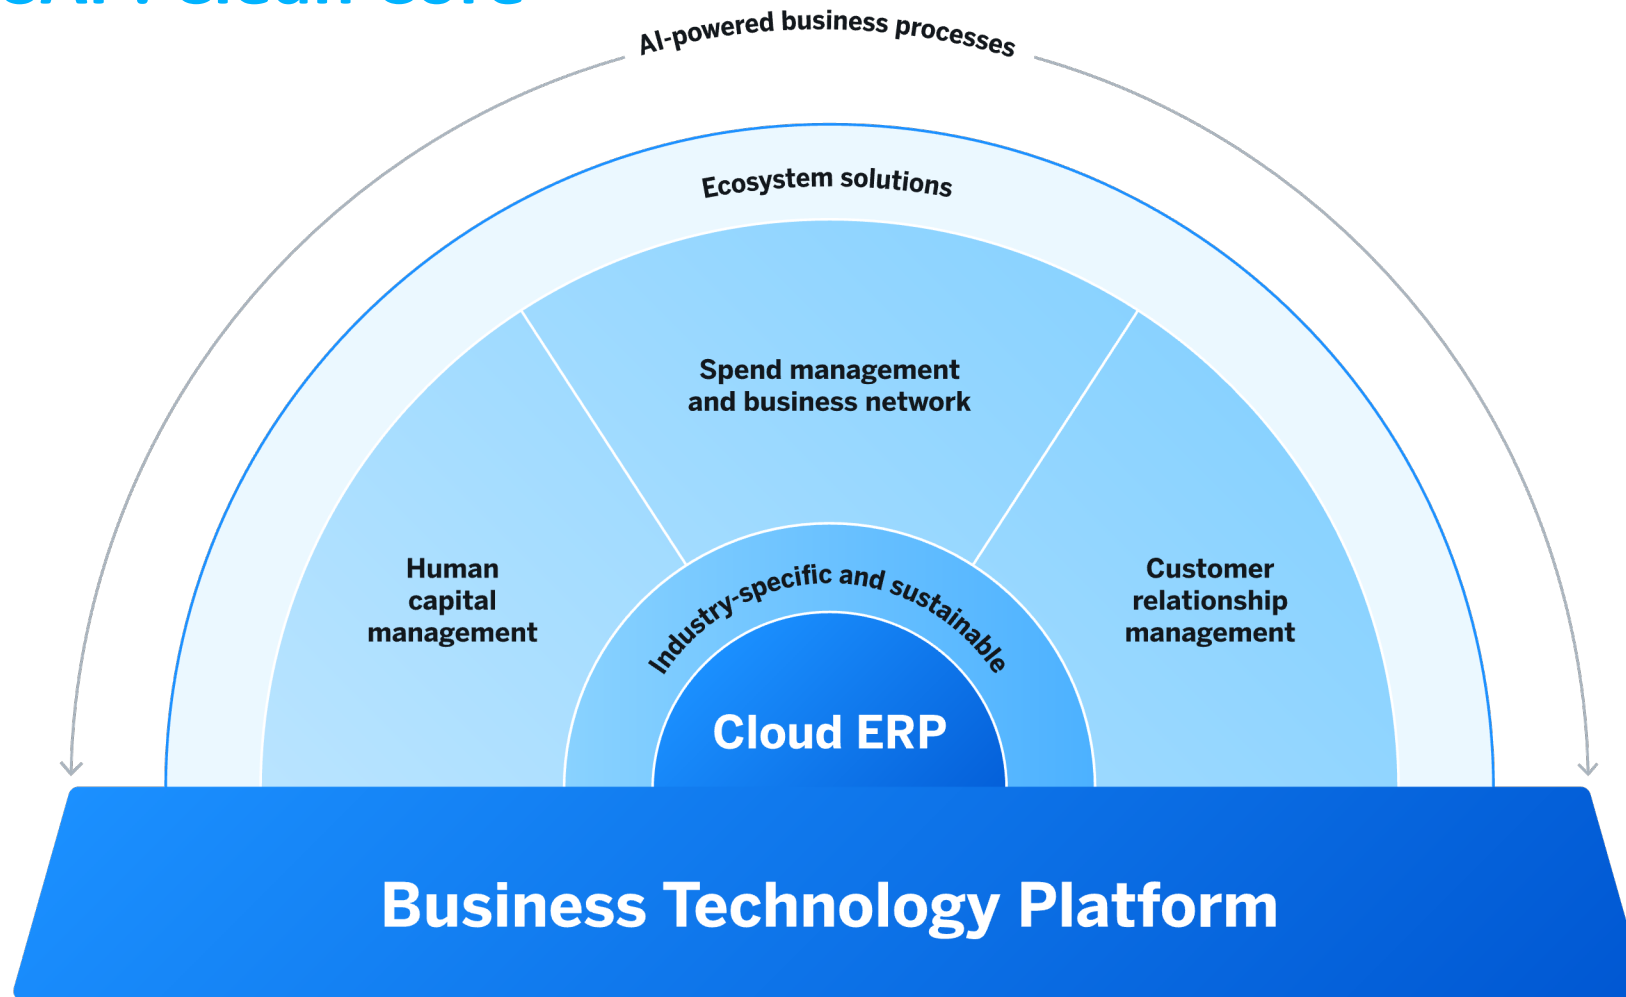 AI-powered business processes
Ecosystem solutions
Spend management
and business network
Human
capital
management
Customer
relationship
management
Industry-specific and sustainable
Cloud ERP
Business Technology Platform